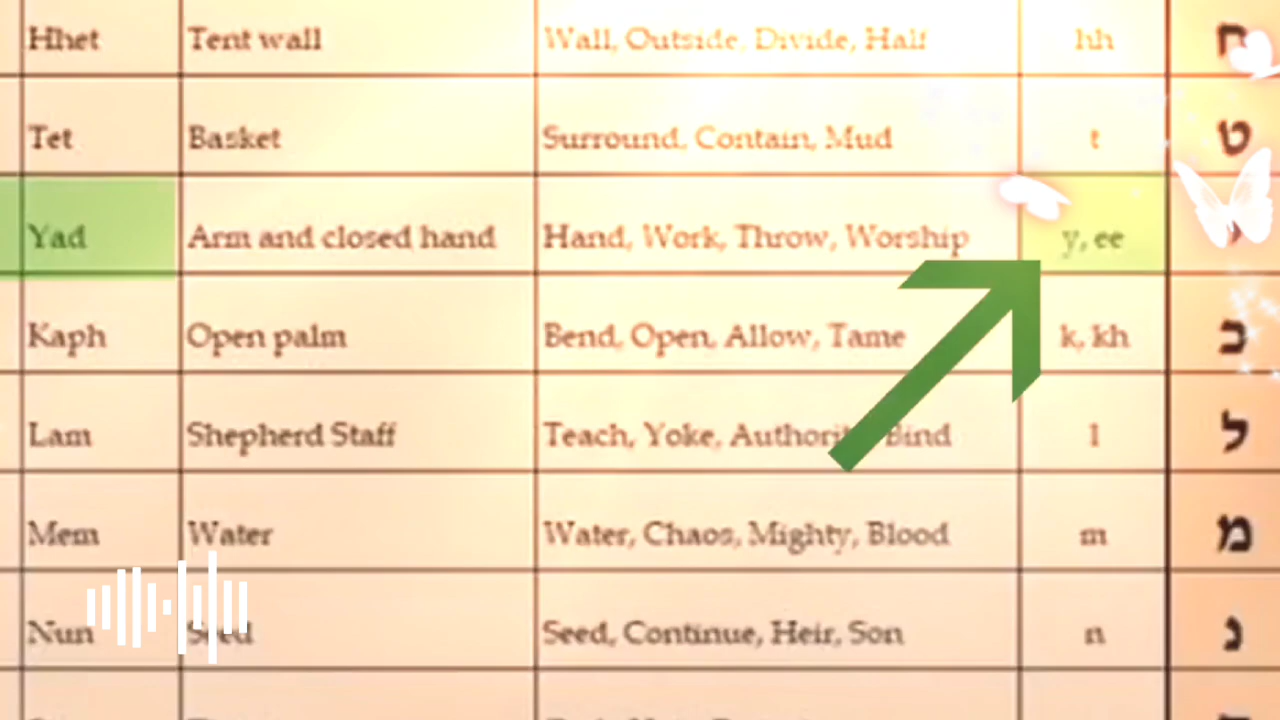 Hhet Tent wall Wall, Outside, Divide, Half hh ח
Tet Basket Surround, Contain, Mud t ט
Yad Arm and closed hand Hand, Work, Throw, Worship y, ee
Kaph Open palm Bend, Open, Allow, Tame k, kh כ
Lam Shepherd Staff Teach, Yoke, Authority, Bind l ל
Mem Water Water, Chaos, Mighty, Blood m מ
Nun Seed Seed, Continue, Heir, Son n נ